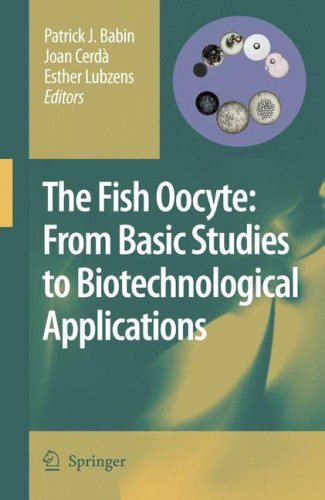 Patrick J. Babin
Joan Cerdà
Esther Lubzens
Editors
The Fish Oocyte:
From Basic Studies
to Biotechnological
Applications
Springer